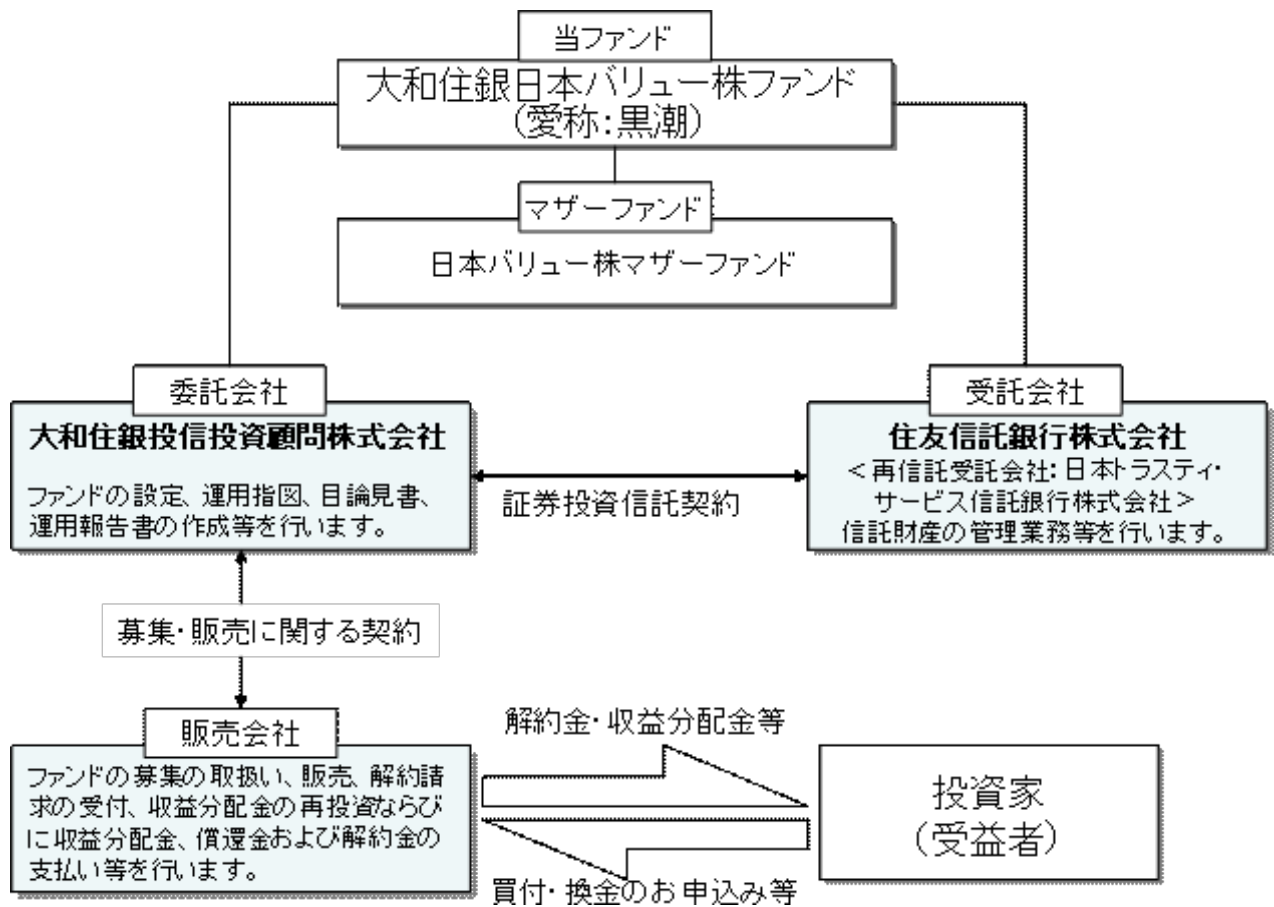 当ファンド
大和住銀日本バリュー株ファンド
（愛称：黒潮）
マザーファンド
日本バリュー株マザーファンド
委託会社
大和住銀投信投資顧問株式会社
ファンドの設定、運用指図、目論見書、
運用報告書の作成等を行います。
証券投資信託契約
受託会社
住友信託銀行株式会社
＜再信託受託会社：日本トラスティ・
サービス信託銀行株式会社＞
信託財産の管理業務等を行います。
募集・販売に関する契約
販売会社
ファンドの募集の取扱い、販売、解約請
求の受付、収益分配金の再投資ならび
に収益分配金、償還金および解約金の
支払い等を行います。
解約金・収益分配金等
買付・換金のお申込み等
投資家
（受益者）